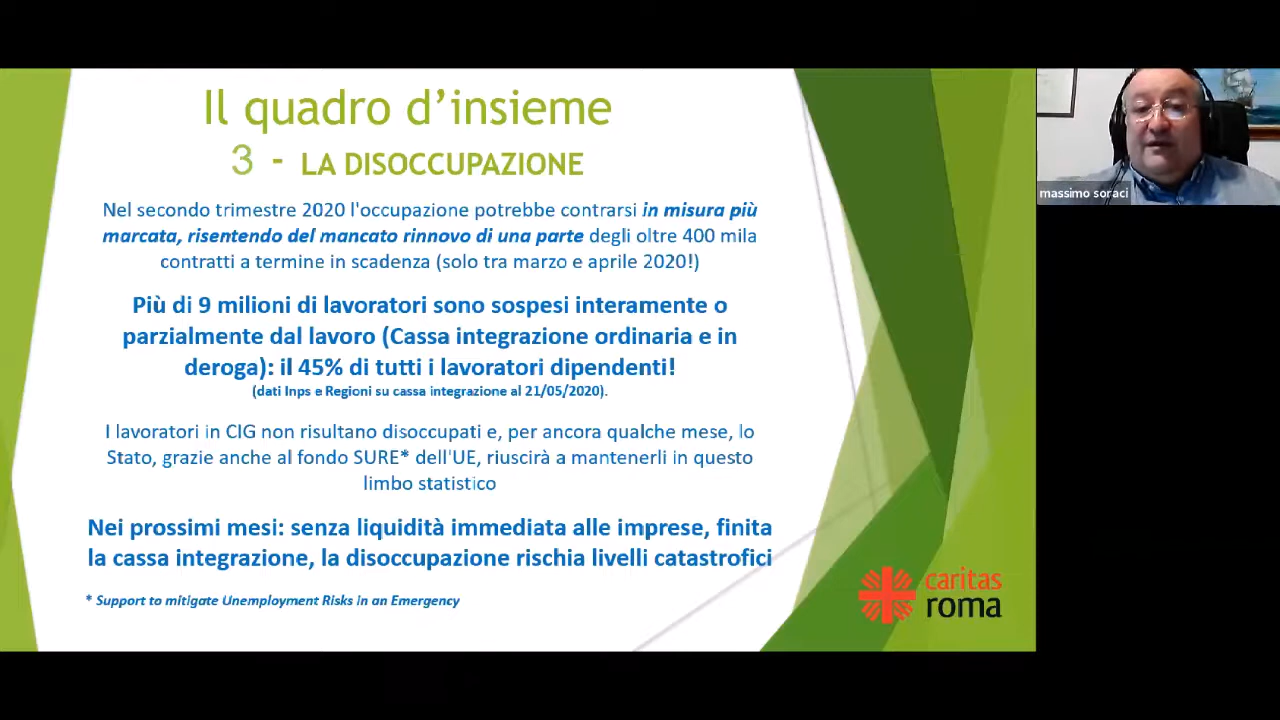 Il quadro d’insieme
3 - LA DISOCCUPAZIONE
Nel secondo trimestre 2020 l'occupazione potrebbe contrarsi in misura più
marcata, risentendo del mancato rinnovo di una parte degli oltre 400 mila
contratti a termine in scadenza (solo tra marzo e aprile 2020!)
Più di 9 milioni di lavoratori sono sospesi interamente o
parzialmente dal lavoro (Cassa integrazione ordinaria e in
deroga): il 45% di tutti i lavoratori dipendenti!
(dati Inps e Regioni su cassa integrazione al 21/05/2020).
I lavoratori in CIG non risultano disoccupati e, per ancora qualche mese, lo
Stato, grazie anche al fondo SURE* dell'UE, riuscirà a mantenerli in questo
limbo statistico
Nei prossimi mesi: senza liquidità immediata alle imprese, finita
la cassa integrazione, la disoccupazione rischia livelli catastrofici
* Support to mitigate Unemployment Risks in an Emergency
caritas
roma
massimo soraci